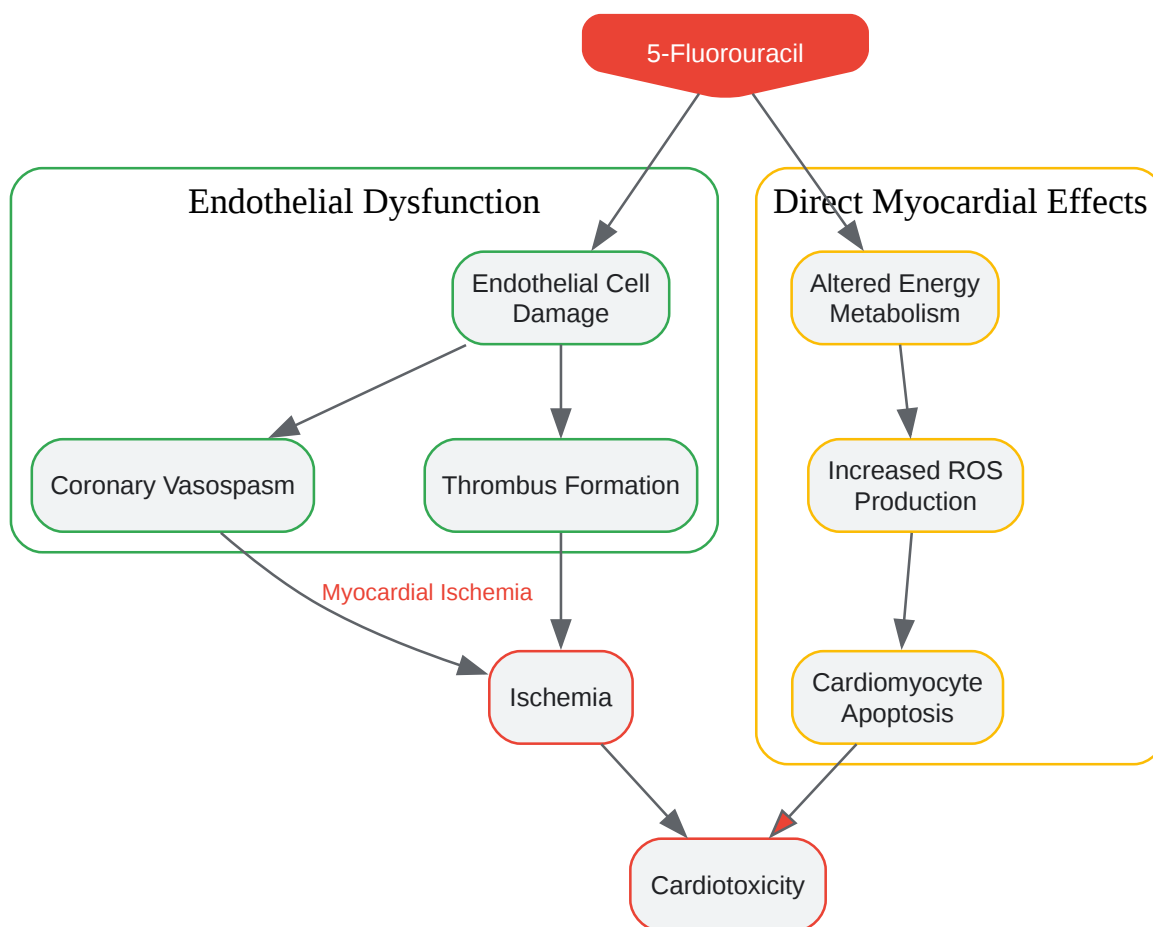 5-Fluorouracil
Endothelial Dysfunction
Direct Myocardial Effects
Endothelial Cell
Damage
Altered Energy
Metabolism
Coronary Vasospasm
Thrombus Formation
Increased ROS
Production
Myocardial Ischemia
Ischemia
Cardiomyocyte
Apoptosis
Cardiotoxicity